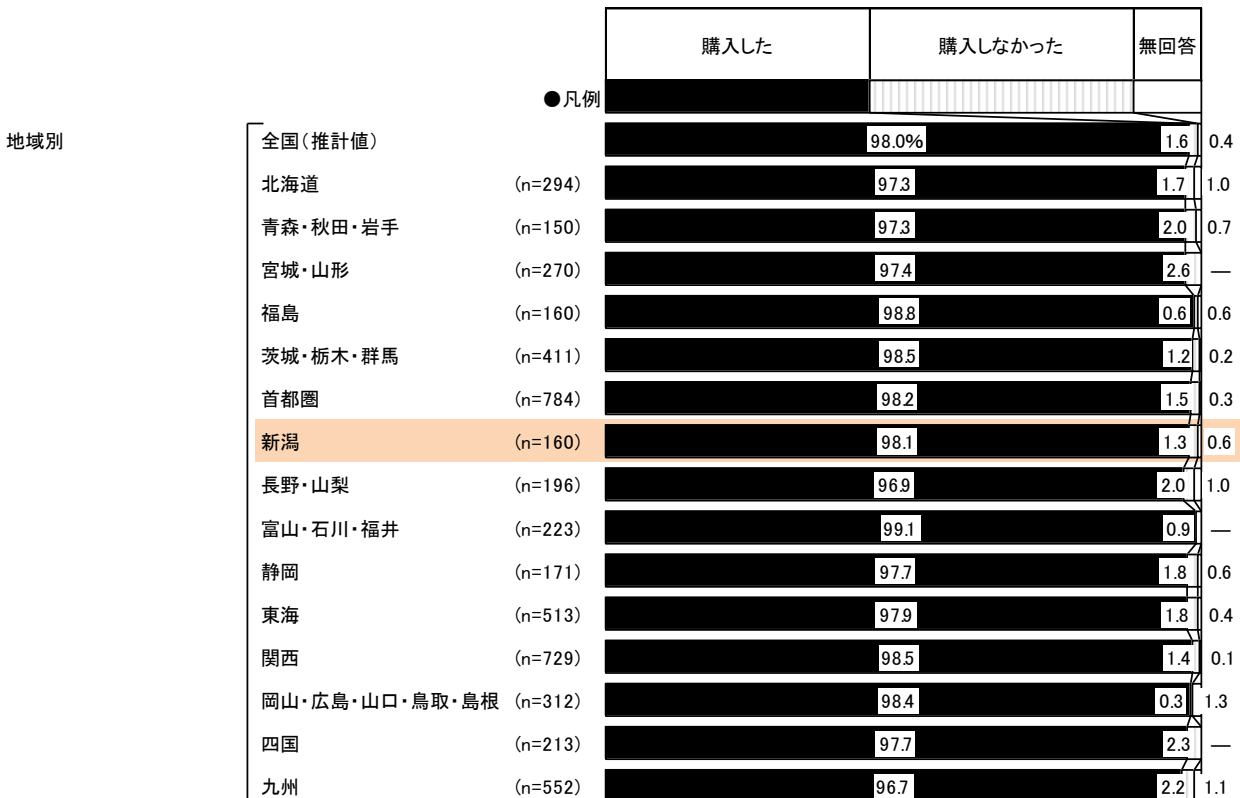 購入した 購入しなかった 無回答
●凡例
地域別 全国(推計値) 98.0% 1.6 0.4
北海道 (n=294) 97.3 1.7 1.0
青森・秋田・岩手 (n=150) 97.3 2.0 0.7
宮城・山形 (n=270) 97.4 2.6 —
福島 (n=160) 98.8 0.6 0.6
茨城・栃木・群馬 (n=411) 98.5 1.2 0.2
首都圏 (n=784) 98.2 1.5 0.3
新潟 (n=160) 98.1 1.3 0.6
長野・山梨 (n=196) 96.9 2.0 1.0
富山・石川・福井 (n=223) 99.1 0.9 —
静岡 (n=171) 97.7 1.8 0.6
東海 (n=513) 97.9 1.8 0.4
関西 (n=729) 98.5 1.4 0.1
岡山・広島・山口・鳥取・島根 (n=312) 98.4 0.3 1.3
四国 (n=213) 97.7 2.3 —
九州 (n=552) 96.7 2.2 1.1